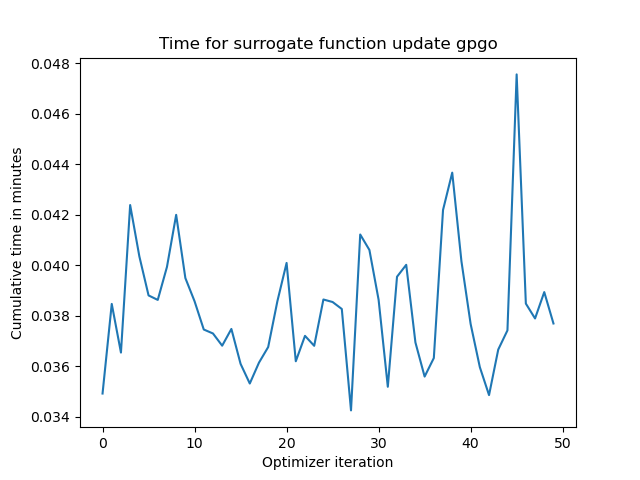 Time for surrogate function update gpgo
Cumulative time in minutes
0.048
0.046
0.044
0.042
0.040
0.038
0.036
0.034
0 10 20 30 40 50
Optimizer iteration